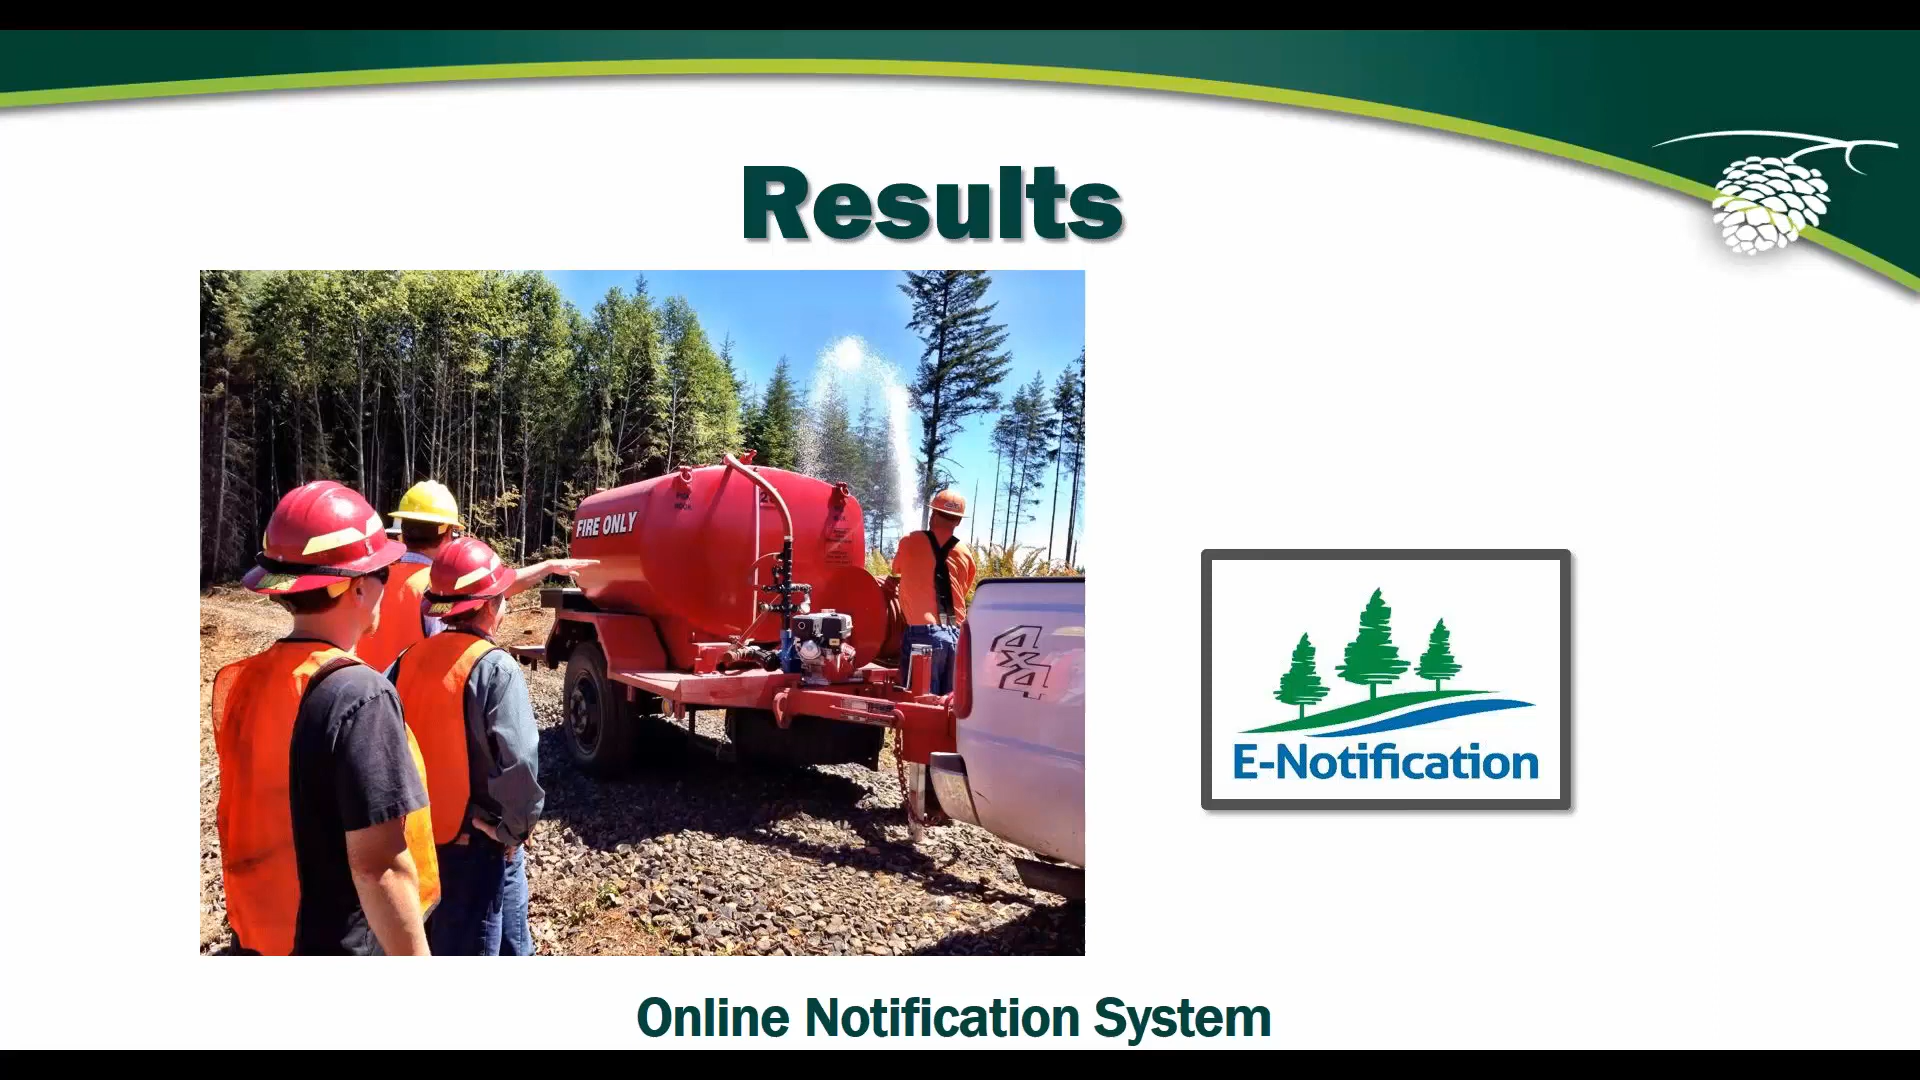 Results
FIRE ONLY
4x4
E-Notification
Online Notification System